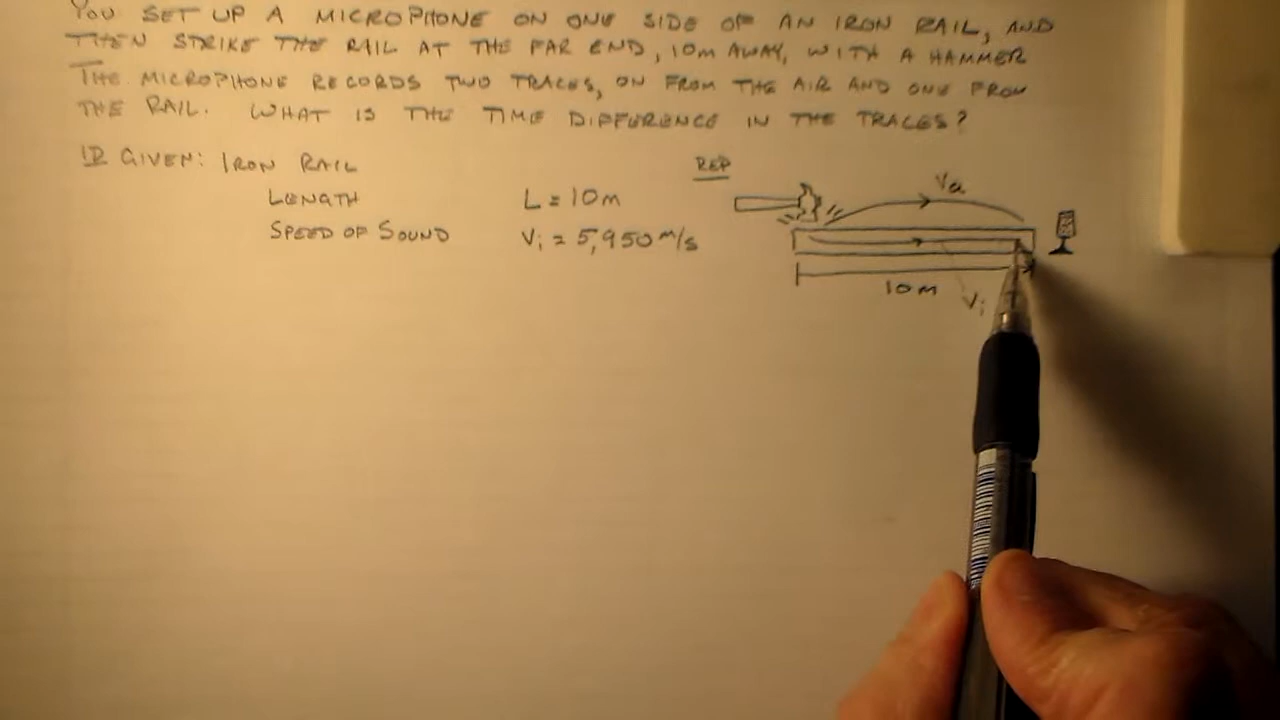 YOU SET UP A MICROPHONE ON ONE SIDE OF AN IRON RAIL, AND
THEN STRIKE THE RAIL AT THE FAR END, 10m AWAY, WITH A HAMMER
THE MICROPHONE RECORDS TWO TRACES, ON FROM THE AIR AND ONE FROM
THE RAIL. WHAT IS THE TIME DIFFERENCE IN THE TRACES?
ID GIVEN: IRON RAIL
REP
LENGTH L = 10m
SPEED OF SOUND Vi = 5,950 m/s
Va
10m
Vi